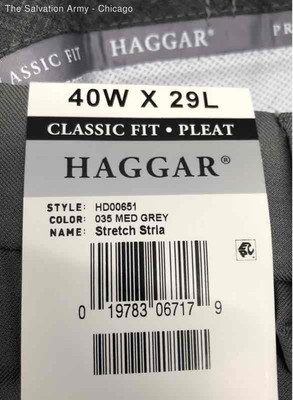 The Salvation Army - Chicago
CLASSIC FIT HAGGAR® PR
40W X 29L
CLASSIC FIT • PLEAT
HAGGAR®
STYLE: HD00651
COLOR: 035 MED GREY
NAME: Stretch Stria
0 19783 06717 9